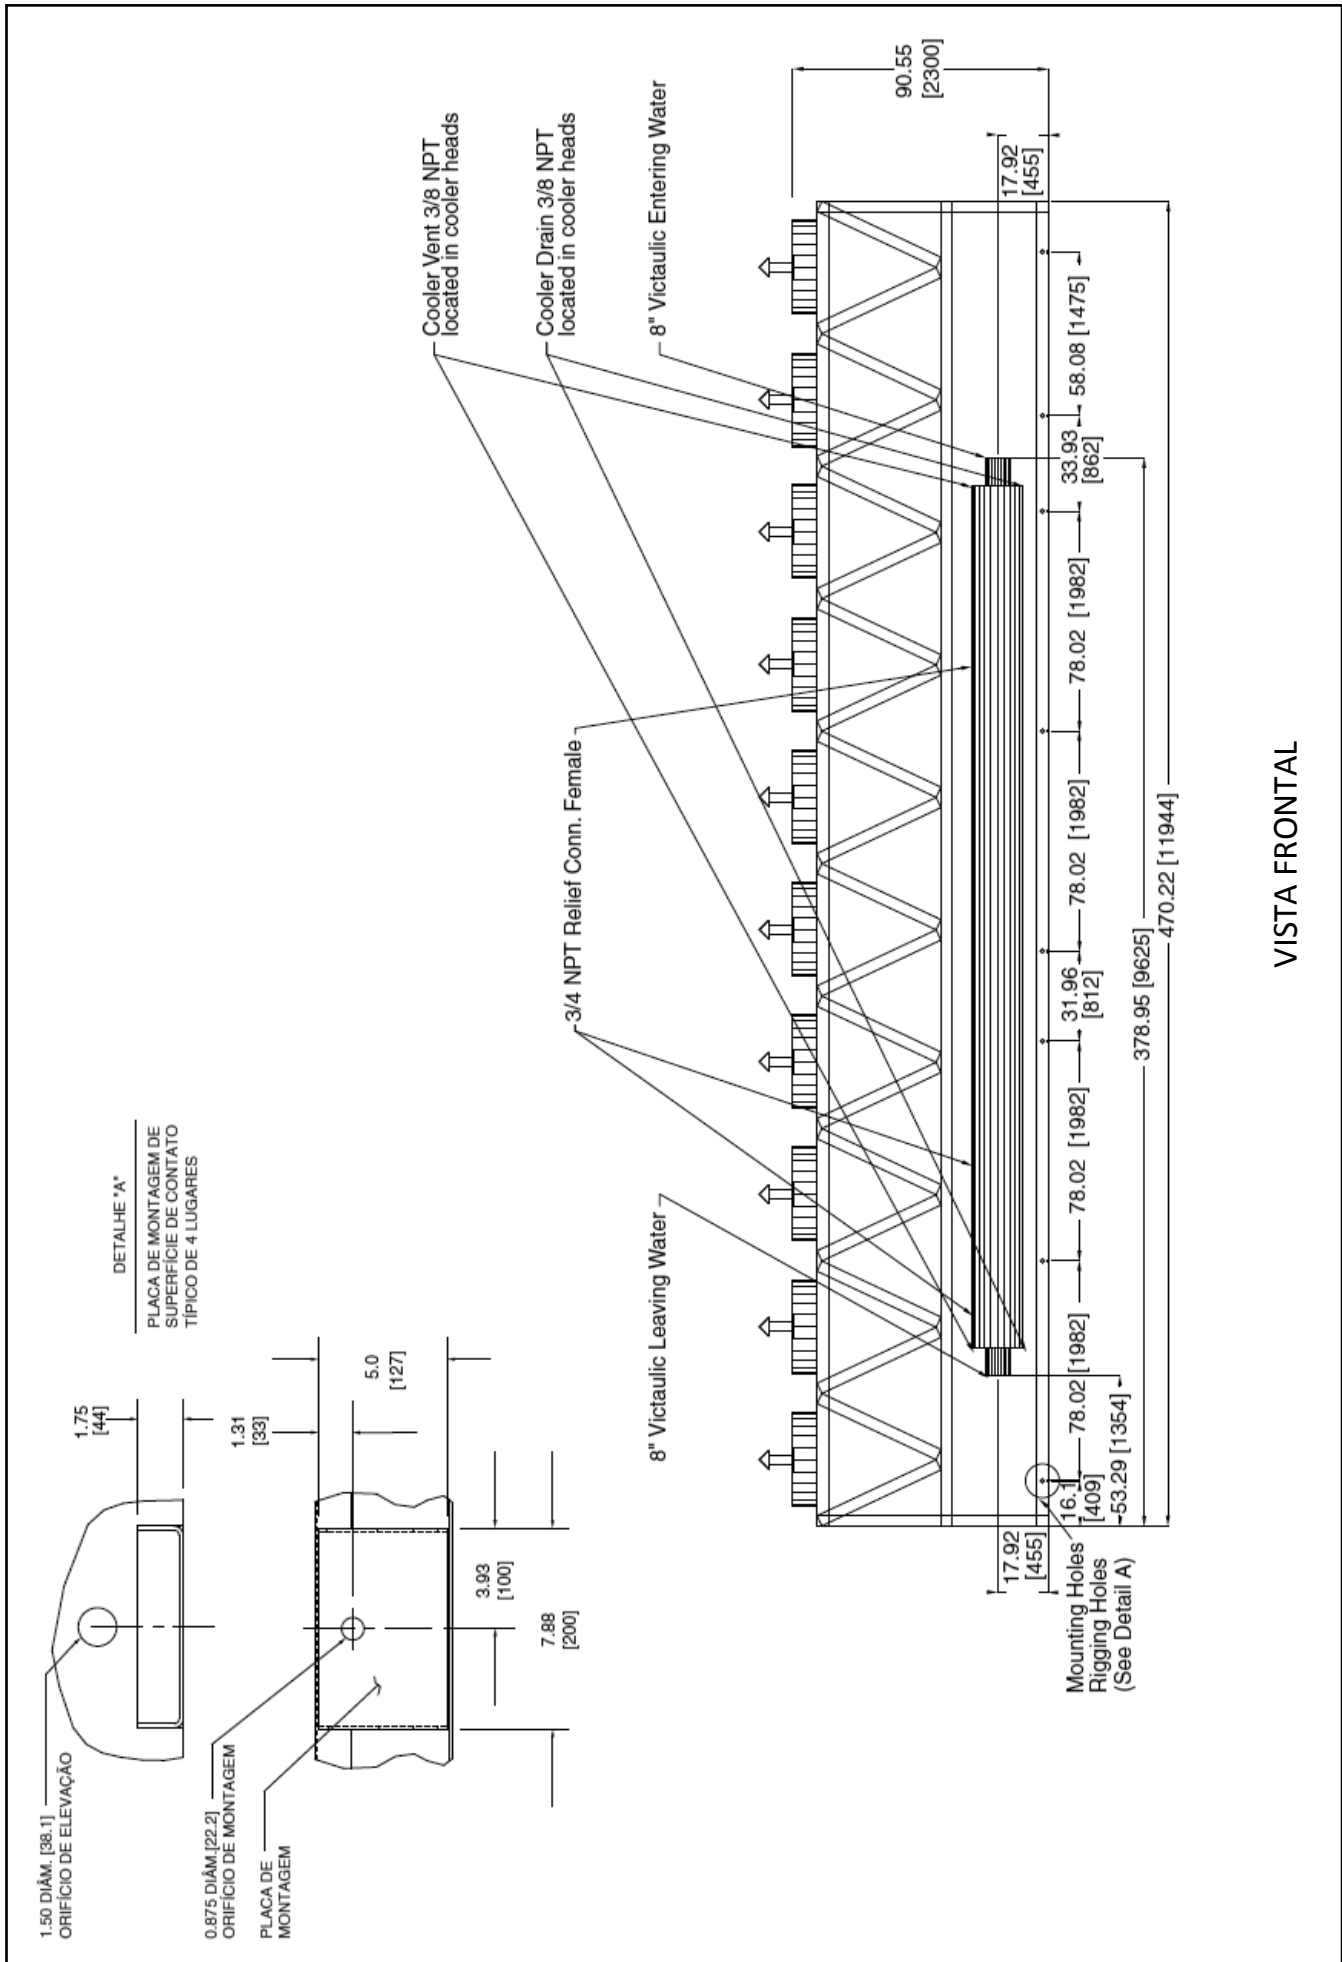 1.50 DIÂM. [38.1]
ORIFÍCIO DE ELEVAÇÃO
0.875 DIÂM.[22.2]
ORIFÍCIO DE MONTAGEM
PLACA DE
MONTAGEM
1.75
[44]
1.31
[33]
5.0
[127]
3.93
[100]
7.88
[200]
DETALHE "A"
PLACA DE MONTAGEM DE
SUPERFÍCIE DE CONTATO
TÍPICO DE 4 LUGARES
Cooler Vent 3/8 NPT
located in cooler heads
Cooler Drain 3/8 NPT
located in cooler heads
8" Victaulic Entering Water
3/4 NPT Relief Conn. Female
8" Victaulic Leaving Water
90.55
[2300]
17.92
[455]
17.92
[455]
Mounting Holes
Rigging Holes
(See Detail A)
16.1
[409]
78.02 [1982]
78.02 [1982]
31.96
[812]
78.02 [1982]
78.02 [1982]
33.93
[862]
58.08 [1475]
53.29 [1354]
378.95 [9625]
470.22 [11944]
VISTA FRONTAL